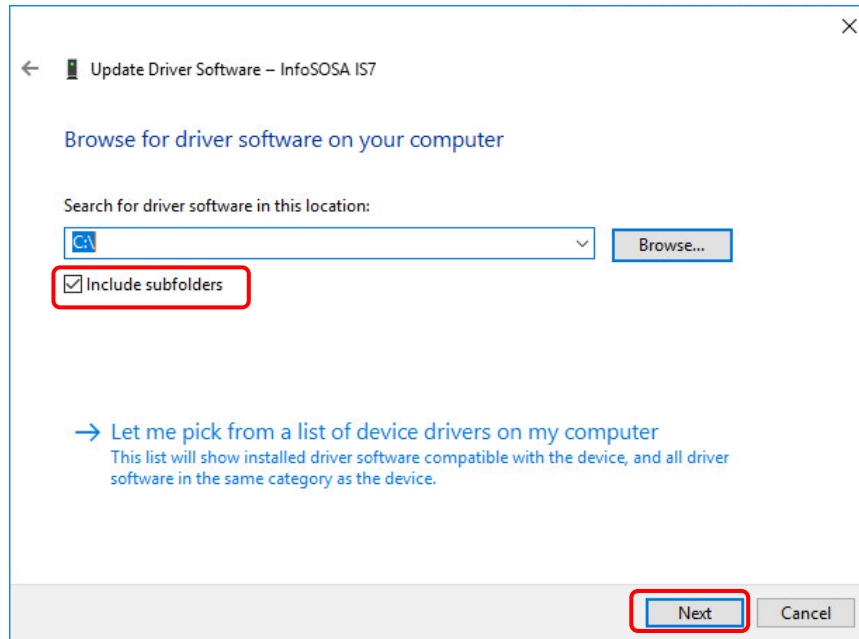 Update Driver Software – InfoSOSA IS7
Browse for driver software on your computer
Search for driver software in this location:
C:\
Browse...
Include subfolders
Let me pick from a list of device drivers on my computer
This list will show installed driver software compatible with the device, and all driver
software in the same category as the device.
Next
Cancel